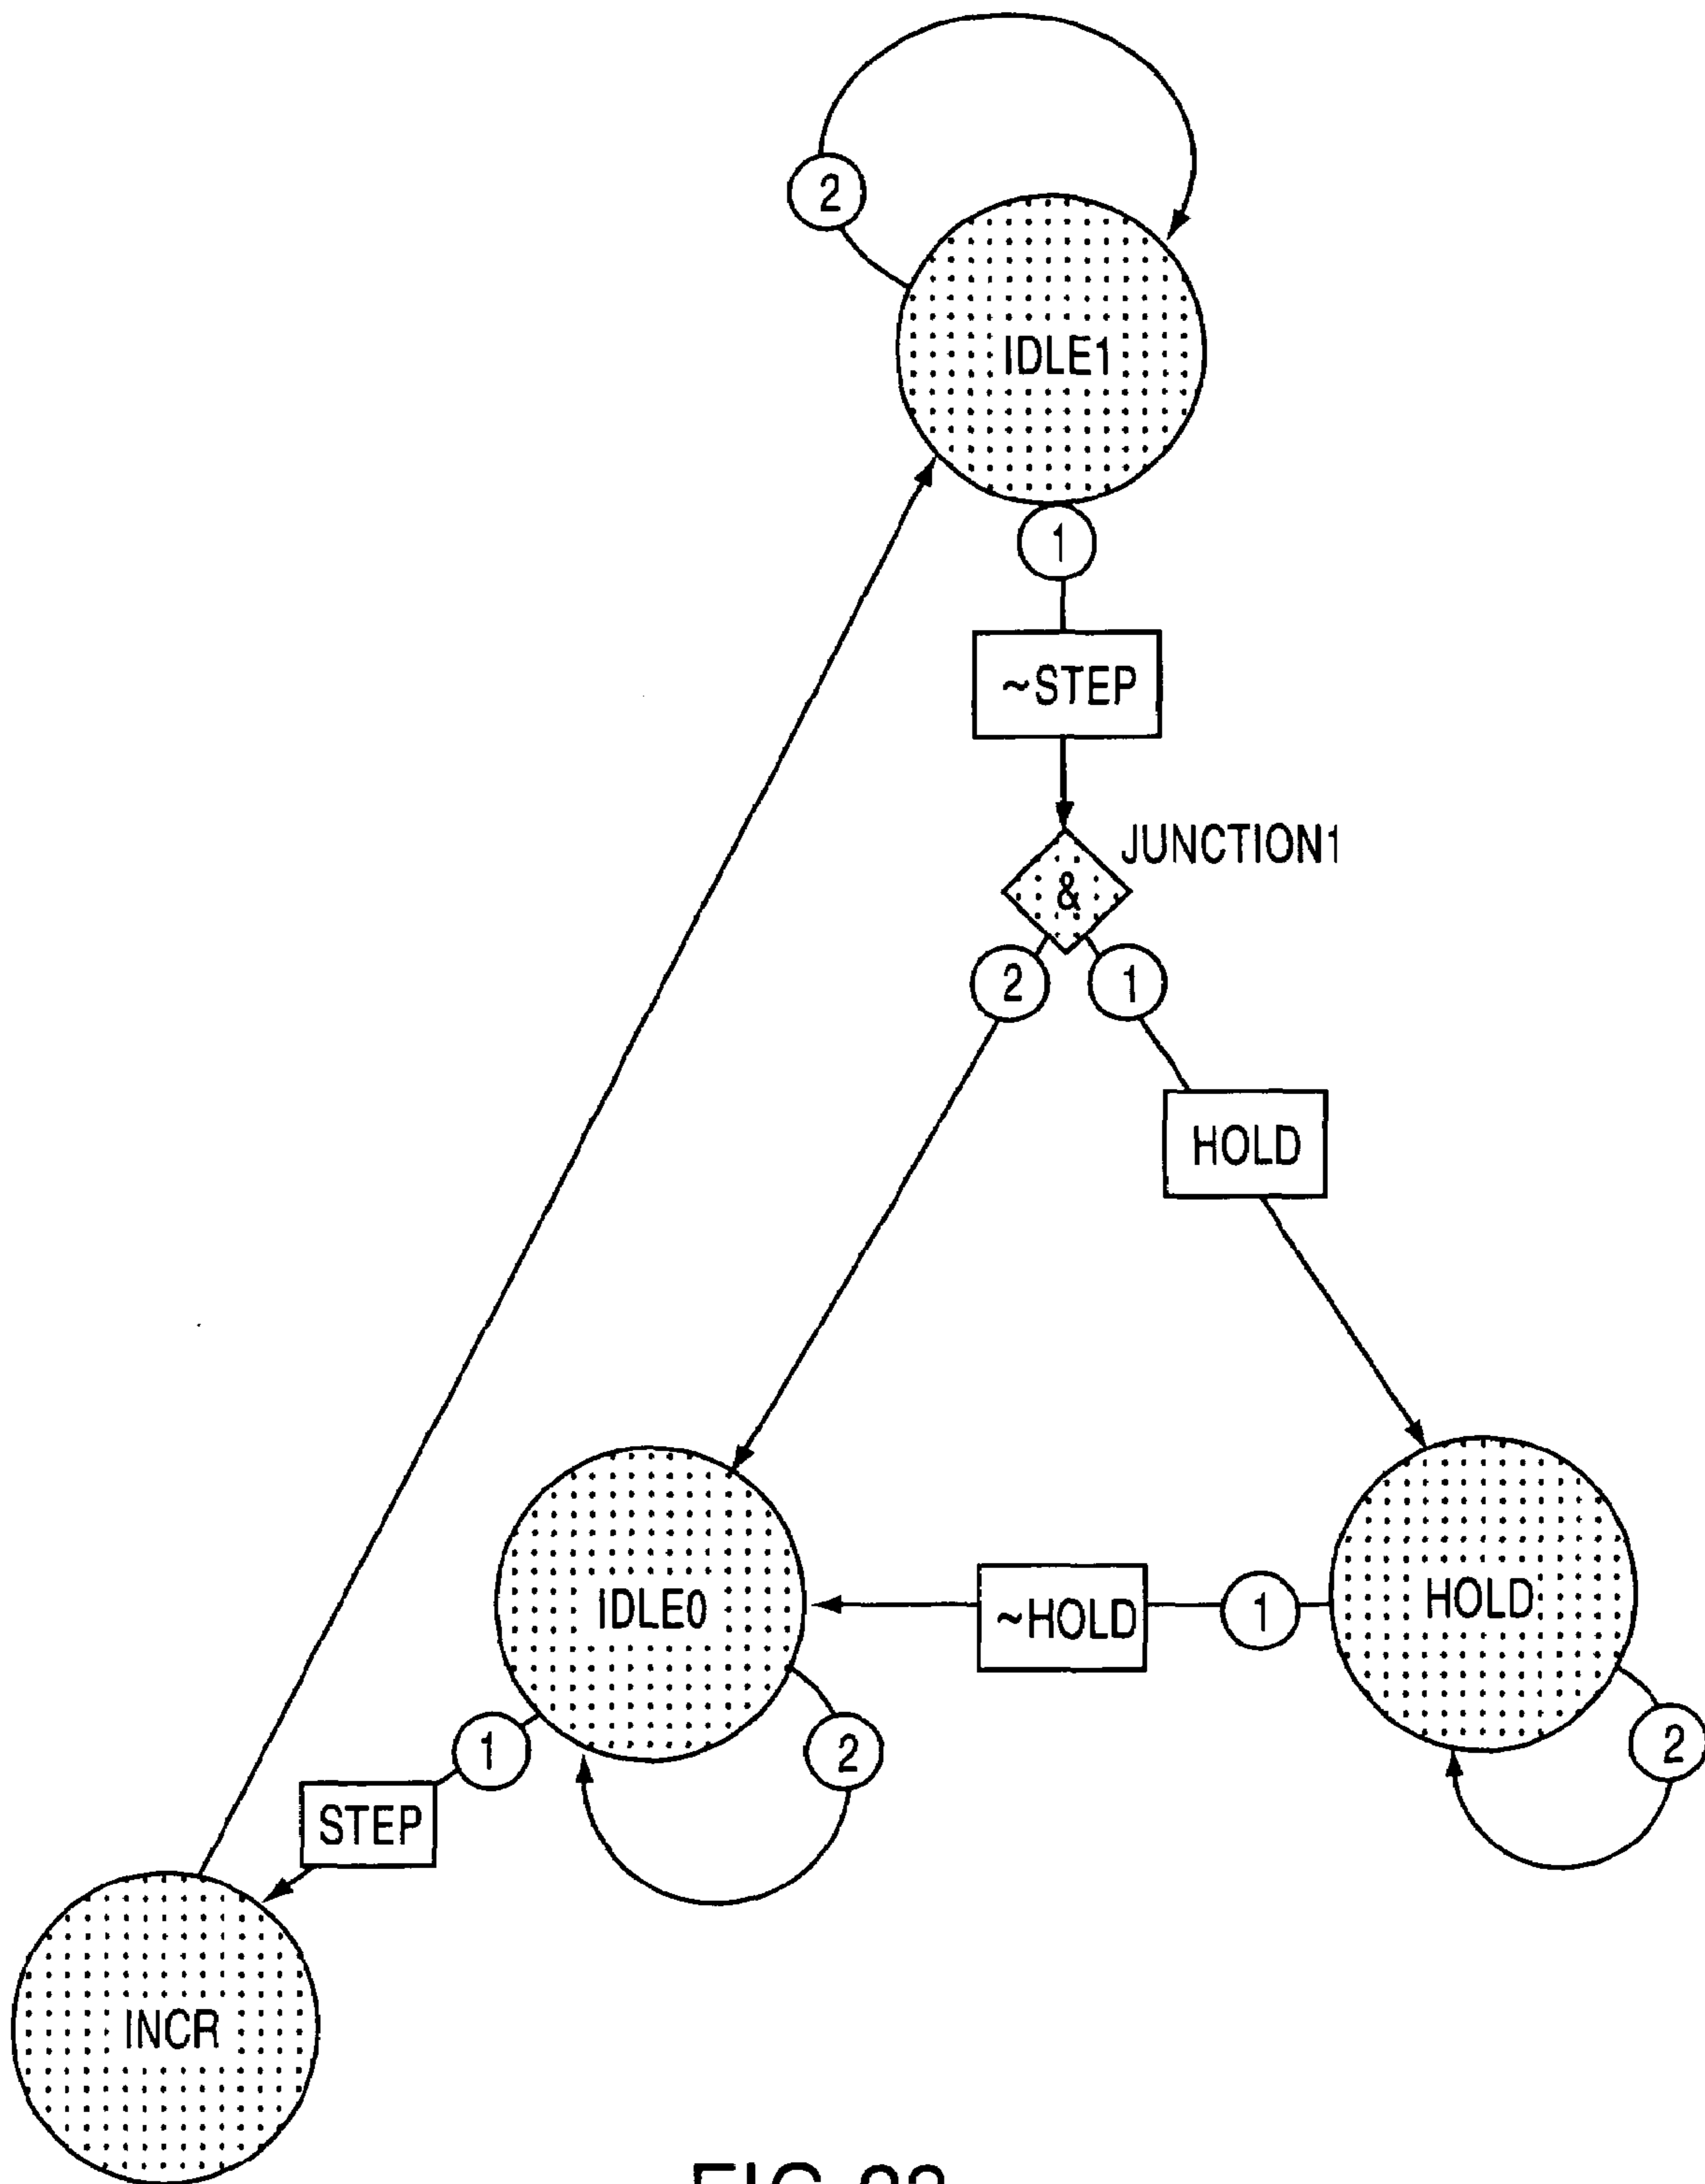 2
IDLE1
1
~STEP
JUNCTION1
&
2
1
HOLD
IDLE0
~HOLD
1
HOLD
1
2
2
STEP
INCR